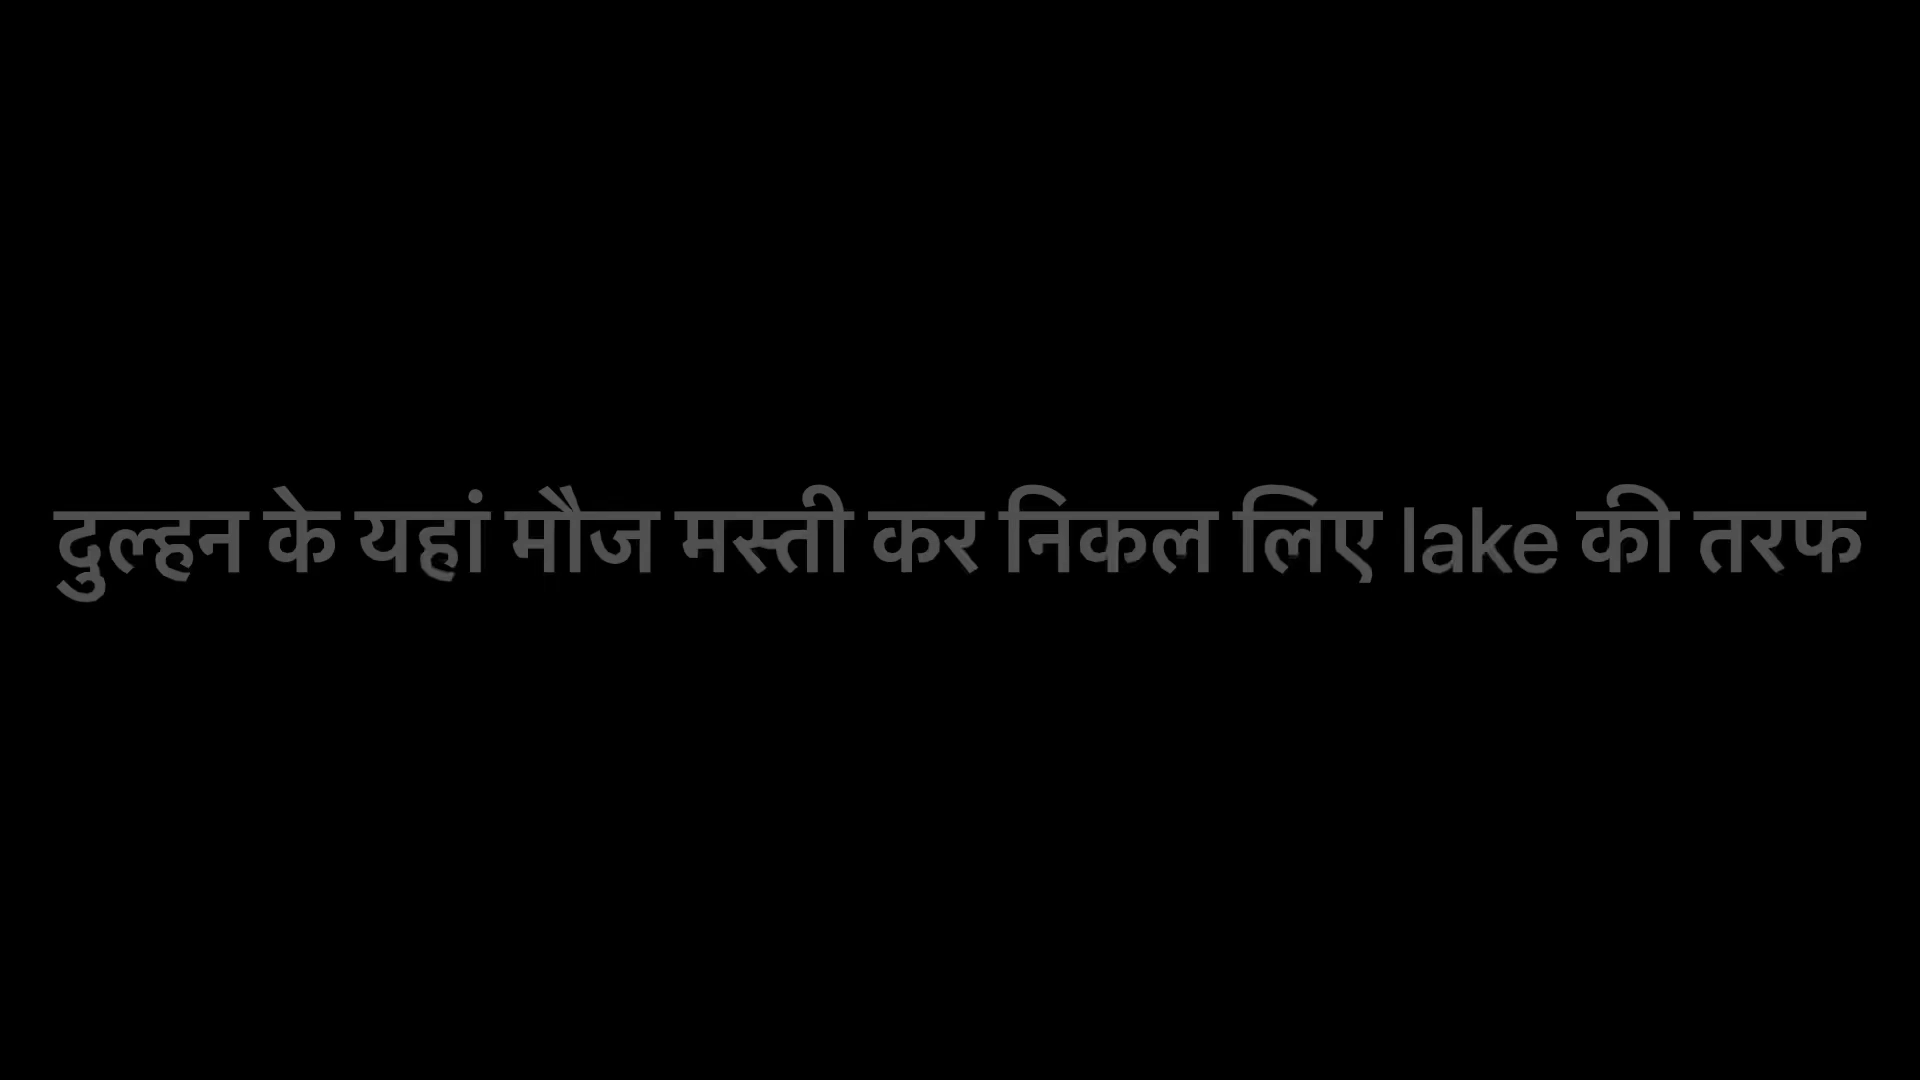 दुल्हन के यहां मौज मस्ती कर निकल लिए lake की तरफ